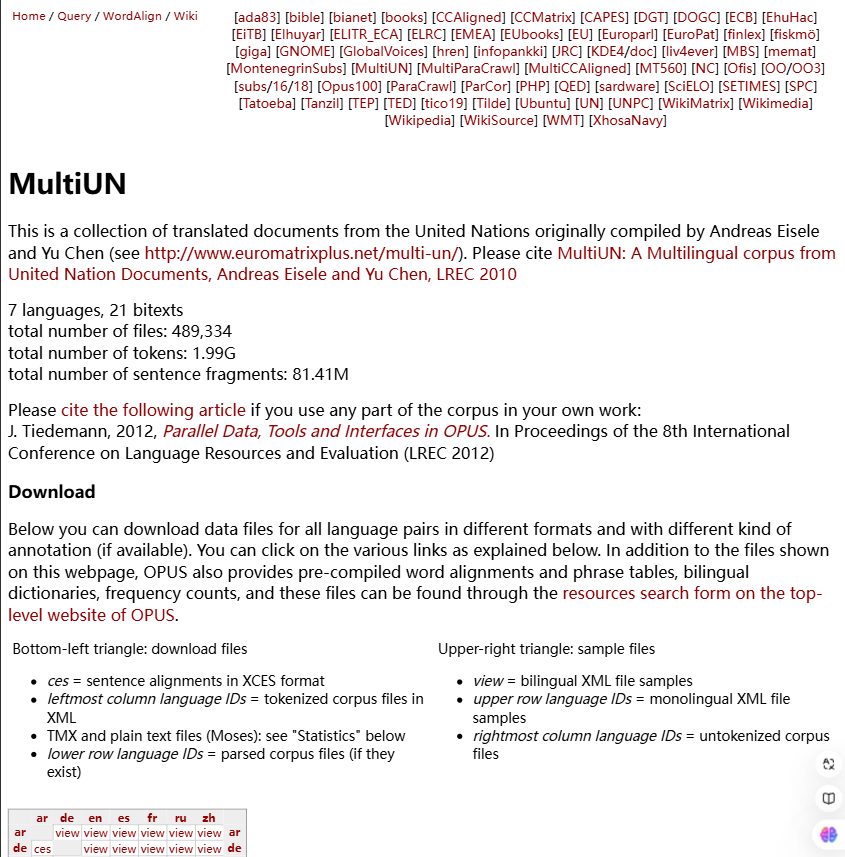 Home / Query / WordAlign / Wiki
[ada83] [bible] [bianet] [books] [CCAligned] [CCMatrix] [CAPES] [DGT] [DOGC] [ECB] [EhuHac]
[EiTB] [Elhuyar] [ELITR_ECA] [ELRC] [EMEA] [EUbooks] [EU] [Europarl] [EuroPat] [finlex] [fiskmö]
[giga] [GNOME] [GlobalVoices] [hren] [infopankki] [JRC] [KDE4/doc] [liv4ever] [MBS] [memat]
[MontenegrinSubs] [MultiUN] [MultiParaCrawl] [MultiCCAligned] [MT560] [NC] [Ofis] [OO/OO3]
[subs/16/18] [Opus100] [ParaCrawl] [ParCor] [PHP] [QED] [sardware] [SciELO] [SETIMES] [SPC]
[Tatoeba] [Tanzil] [TEP] [TED] [tico19] [Tilde] [Ubuntu] [UN] [UNPC] [WikiMatrix] [Wikimedia]
[Wikipedia] [WikiSource] [WMT] [XhosaNavy]
MultiUN
This is a collection of translated documents from the United Nations originally compiled by Andreas Eisele
and Yu Chen (see http://www.euromatrixplus.net/multi-un/). Please cite MultiUN: A Multilingual corpus from
United Nation Documents, Andreas Eisele and Yu Chen, LREC 2010
7 languages, 21 bitexts
total number of files: 489,334
total number of tokens: 1.99G
total number of sentence fragments: 81.41M
Please cite the following article if you use any part of the corpus in your own work:
J. Tiedemann, 2012, Parallel Data, Tools and Interfaces in OPUS. In Proceedings of the 8th International
Conference on Language Resources and Evaluation (LREC 2012)
Download
Below you can download data files for all language pairs in different formats and with different kind of
annotation (if available). You can click on the various links as explained below. In addition to the files shown
on this webpage, OPUS also provides pre-compiled word alignments and phrase tables, bilingual
dictionaries, frequency counts, and these files can be found through the resources search form on the top-
level website of OPUS.
Bottom-left triangle: download files
• ces = sentence alignments in XCES format
• leftmost column language IDs = tokenized corpus files in
XML
• TMX and plain text files (Moses): see "Statistics" below
• lower row language IDs = parsed corpus files (if they
exist)
Upper-right triangle: sample files
• view = bilingual XML file samples
• upper row language IDs = monolingual XML file
samples
• rightmost column language IDs = untokenized corpus
files
ar de en es fr ru zh
ar view view view view view view ar
de ces view view view view view de